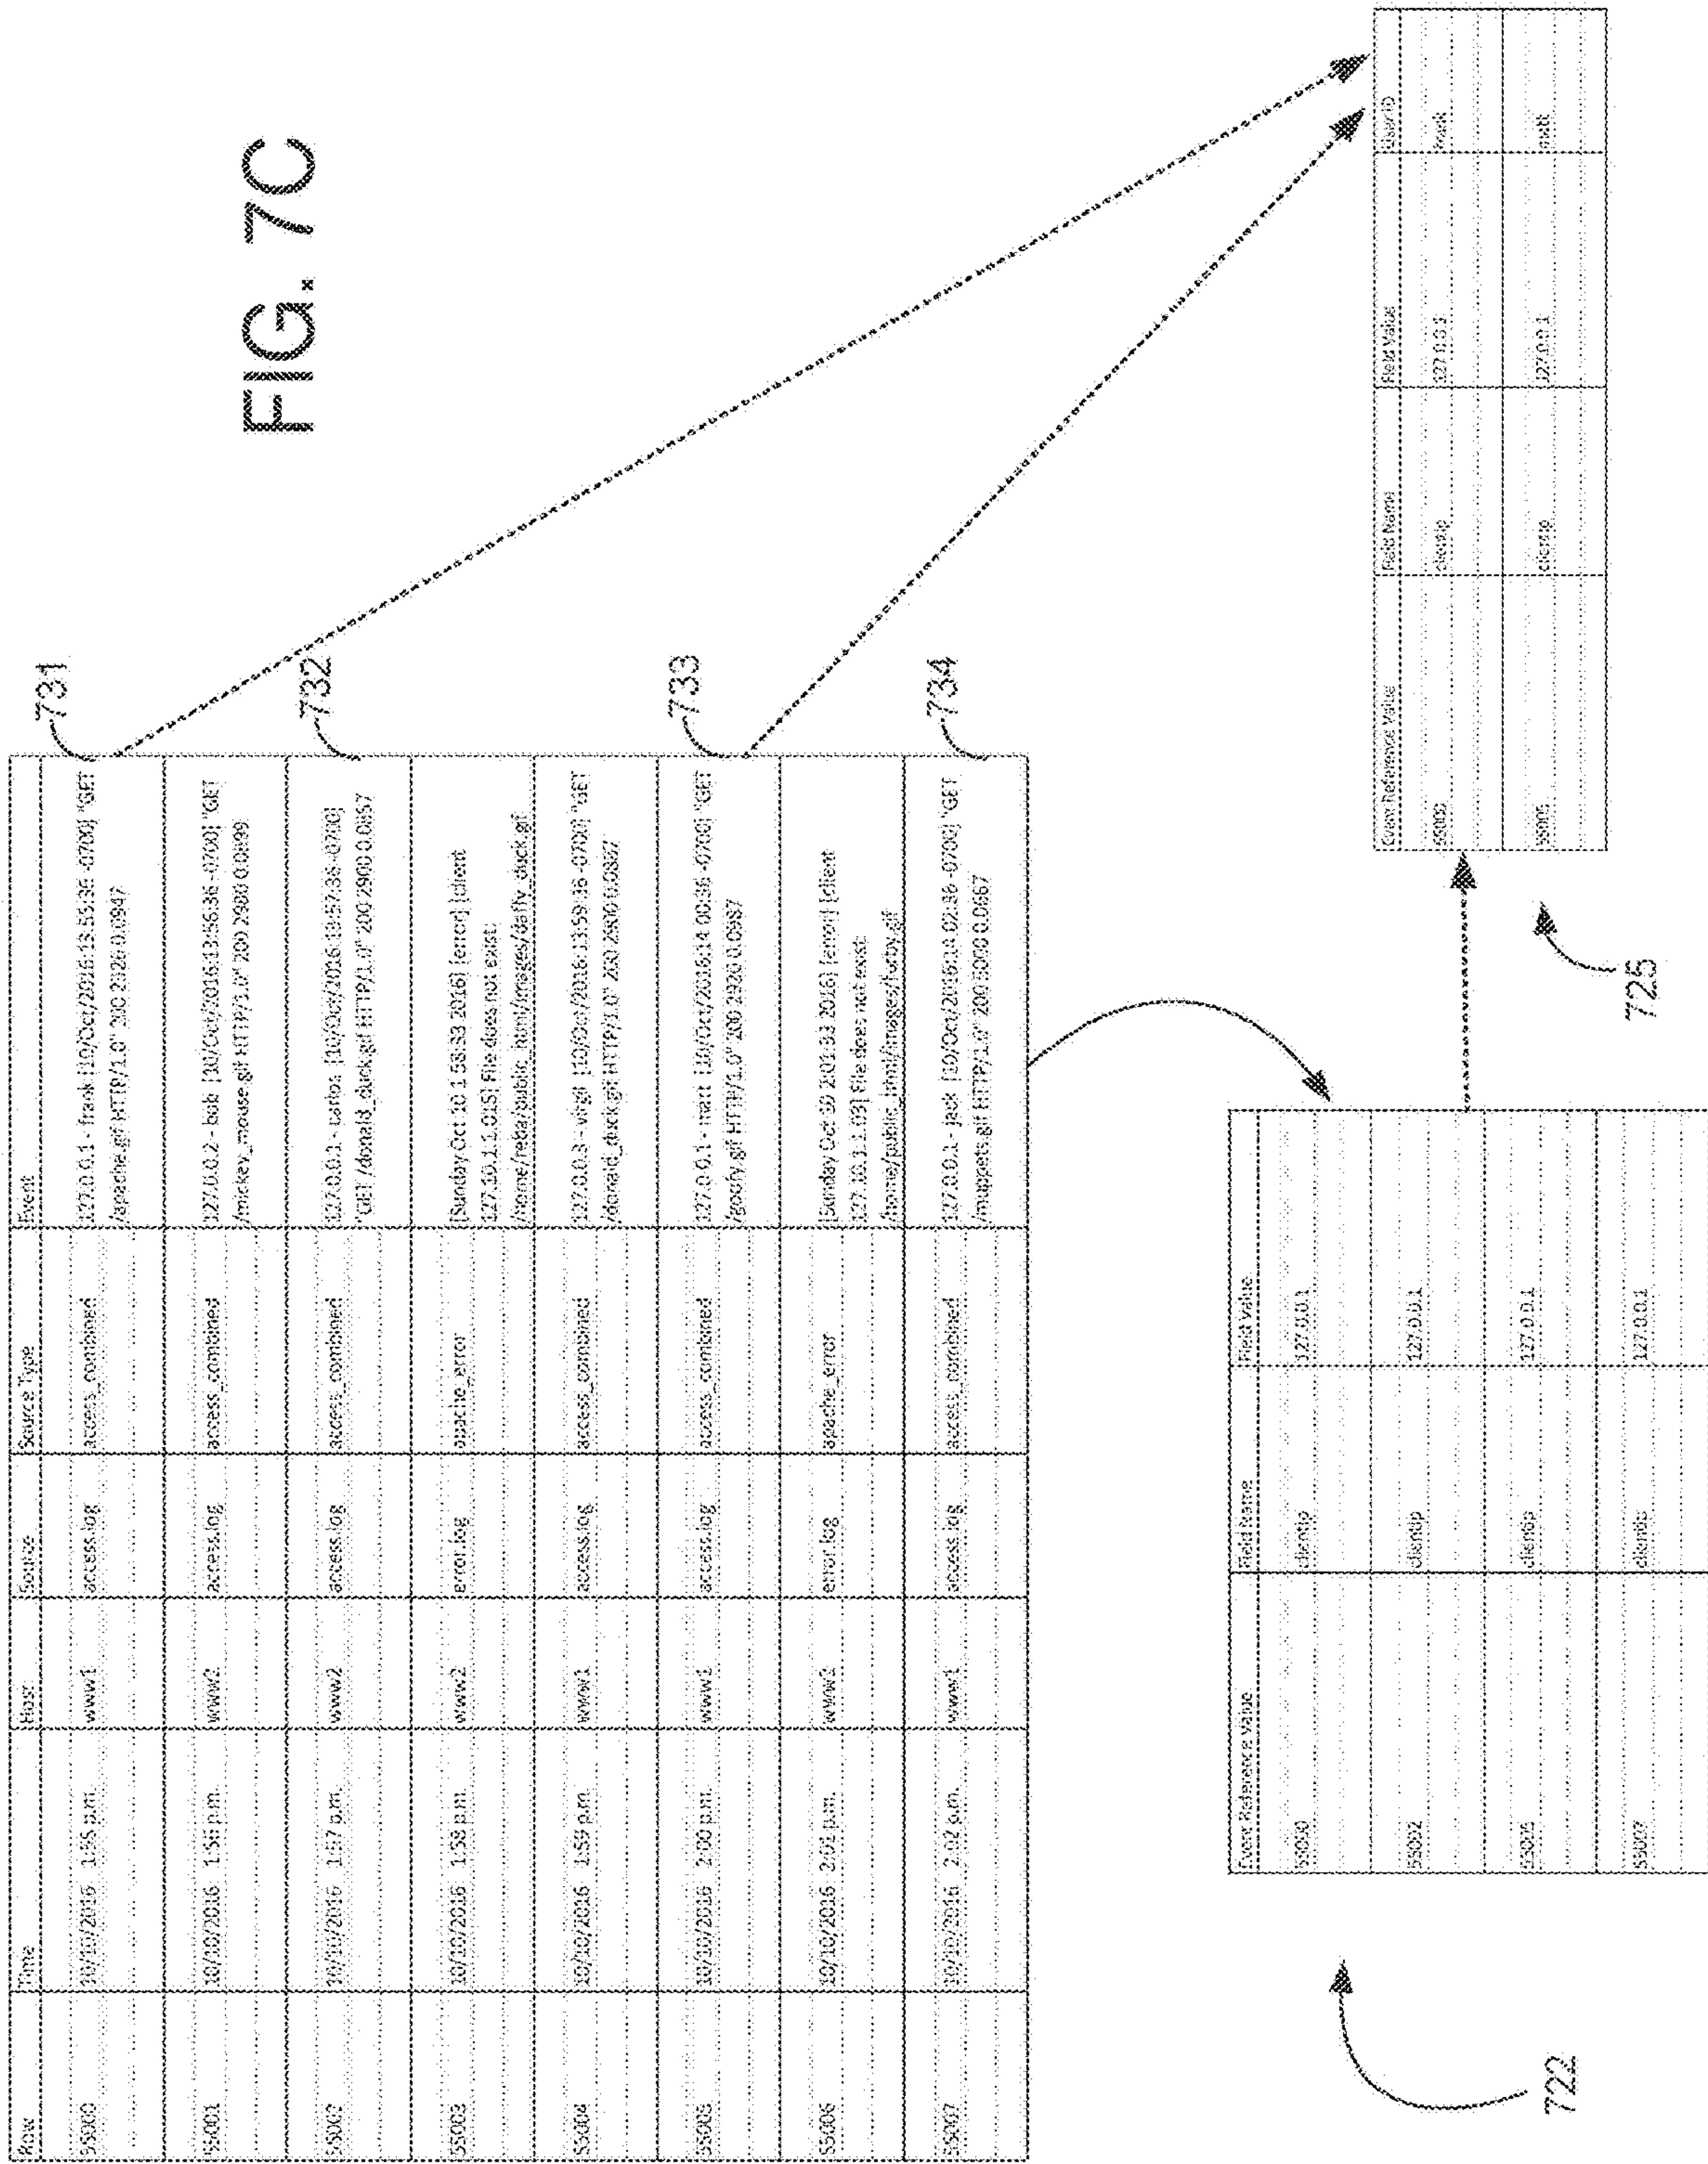 FIG. 7C
Row Time Host Source Source Type Event
55000 10/10/2016 1:55 p.m. www1 access.log access_combined 127.0.0.1 - frank [10/Oct/2016:13:55:36 -0700] "GET
/apache.gif HTTP/1.0" 200 2326 0.0947
731
55001 10/10/2016 1:56 p.m. www2 access.log access_combined 127.0.0.2 - bob [10/Oct/2016:13:56:36 -0700] "GET
/mickey_mouse.gif HTTP/1.0" 200 2980 0.0899
55002 10/10/2016 1:57 p.m. www2 access.log access_combined 127.0.0.1 - carlos [10/Oct/2016:13:57:36 -0700]
"GET /donald_duck.gif HTTP/1.0" 200 2900 0.0857
732
55003 10/10/2016 1:58 p.m. www2 error.log apache_error [Sunday Oct 10 1:58:33 2016] [error] [client
127.10.1.1.015] File does not exist:
/home/reba/public_html/images/daffy_duck.gif
55004 10/10/2016 1:59 p.m. www1 access.log access_combined 127.0.0.3 - virgil [10/Oct/2016:13:59:36 -0700] "GET
/donald_duck.gif HTTP/1.0" 200 2900 0.0867
55005 10/10/2016 2:00 p.m. www1 access.log access_combined 127.0.0.1 - matt [10/Oct/2016:14:00:36 -0700] "GET
/goofy.gif HTTP/1.0" 200 2920 0.0987
733
55006 10/10/2016 2:01 p.m. error.log apache_error [Sunday Oct 10 2:01:33 2016] [error] [client
127.10.1.1.03] File does not exist:
/home/public_html/images/furby.gif
55007 10/10/2016 2:02 p.m. www1 access.log access_combined 127.0.0.1 - jack [10/Oct/2016:14:02:36 -0700] "GET
/muppets.gif HTTP/1.0" 200 5000 0.0667
734
Event Reference Value Field Name Field Value
55000 clientip 127.0.0.1
55002 clientip 127.0.0.1
55005 clientip 127.0.0.1
55007 clientip 127.0.0.1
722
Event Reference Value Field Name Field Value User ID
55000 clientip 127.0.0.1 frank
55005 clientip 127.0.0.1 matt
725